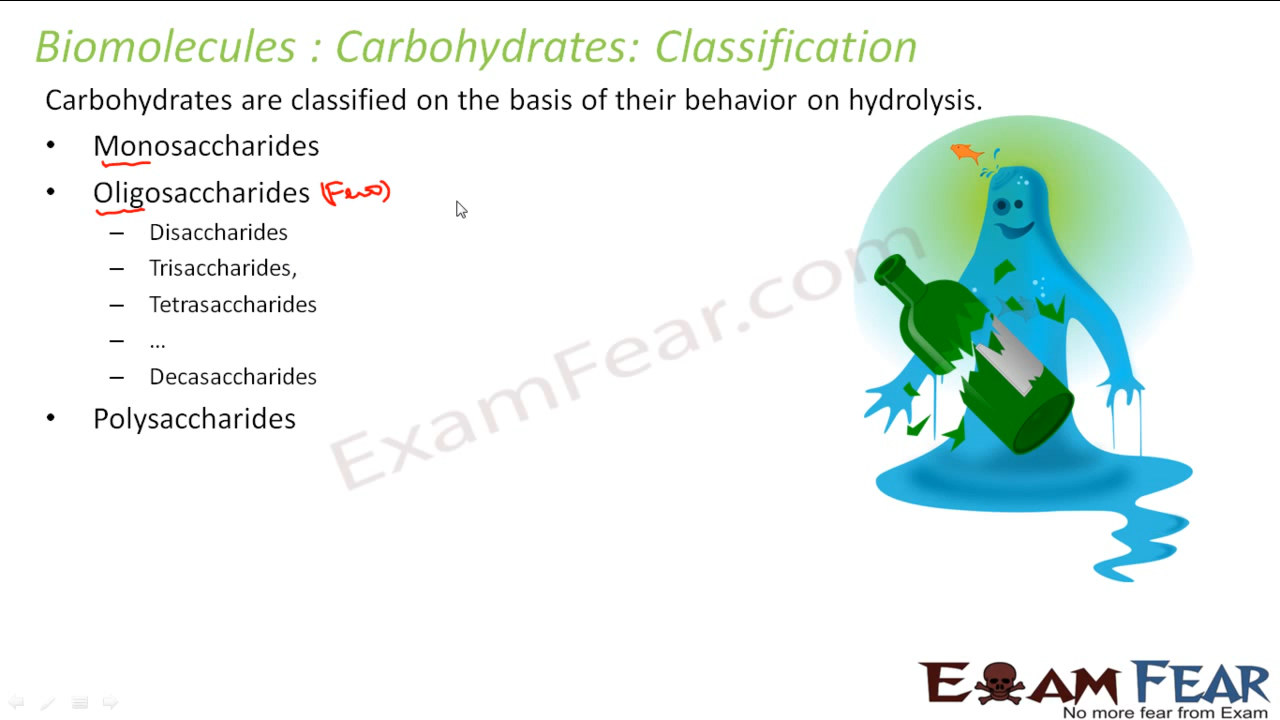 Biomolecules : Carbohydrates: Classification
Carbohydrates are classified on the basis of their behavior on hydrolysis.
• Monosaccharides
• Oligosaccharides (Few)
– Disaccharides
– Trisaccharides,
– Tetrasaccharides
– ...
– Decasaccharides
• Polysaccharides
ExamFear.com
EXAM FEAR
No more fear from Exam